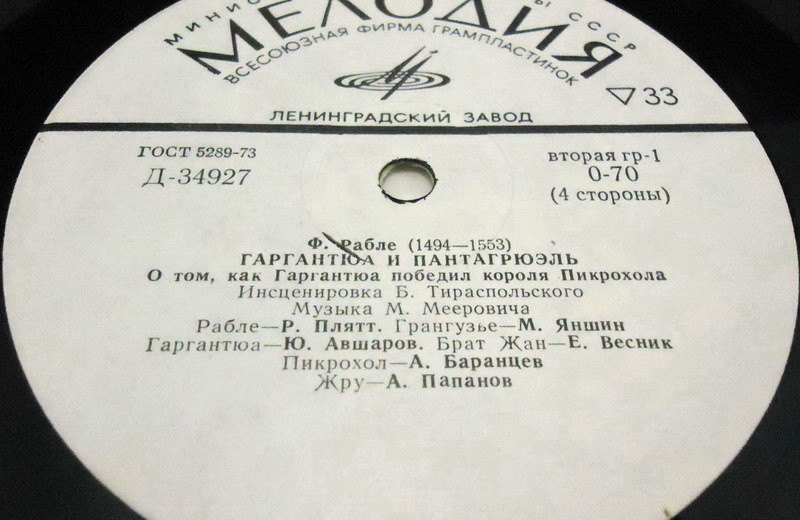 МЕЛОДИЯ
ВСЕСОЮЗНАЯ ФИРМА ГРАМПЛАСТИНОК
33
ЛЕНИНГРАДСКИЙ ЗАВОД
ГОСТ 5289-73
Д-34927
вторая гр-1
0-70
(4 стороны)
Ф. Рабле (1494—1553)
ГАРГАНТЮА И ПАНТАГРЮЭЛЬ
О том, как Гаргантюа победил короля Пикрохола
Инсценировка Б. Тираспольского
Музыка М. Мееровича
Рабле—Р. Плятт. Грангузье—М. Яншин
Гаргантюа—Ю. Авшаров. Брат Жан—Е. Весник
Пикрохол—А. Баранцев
Жру—А. Папанов